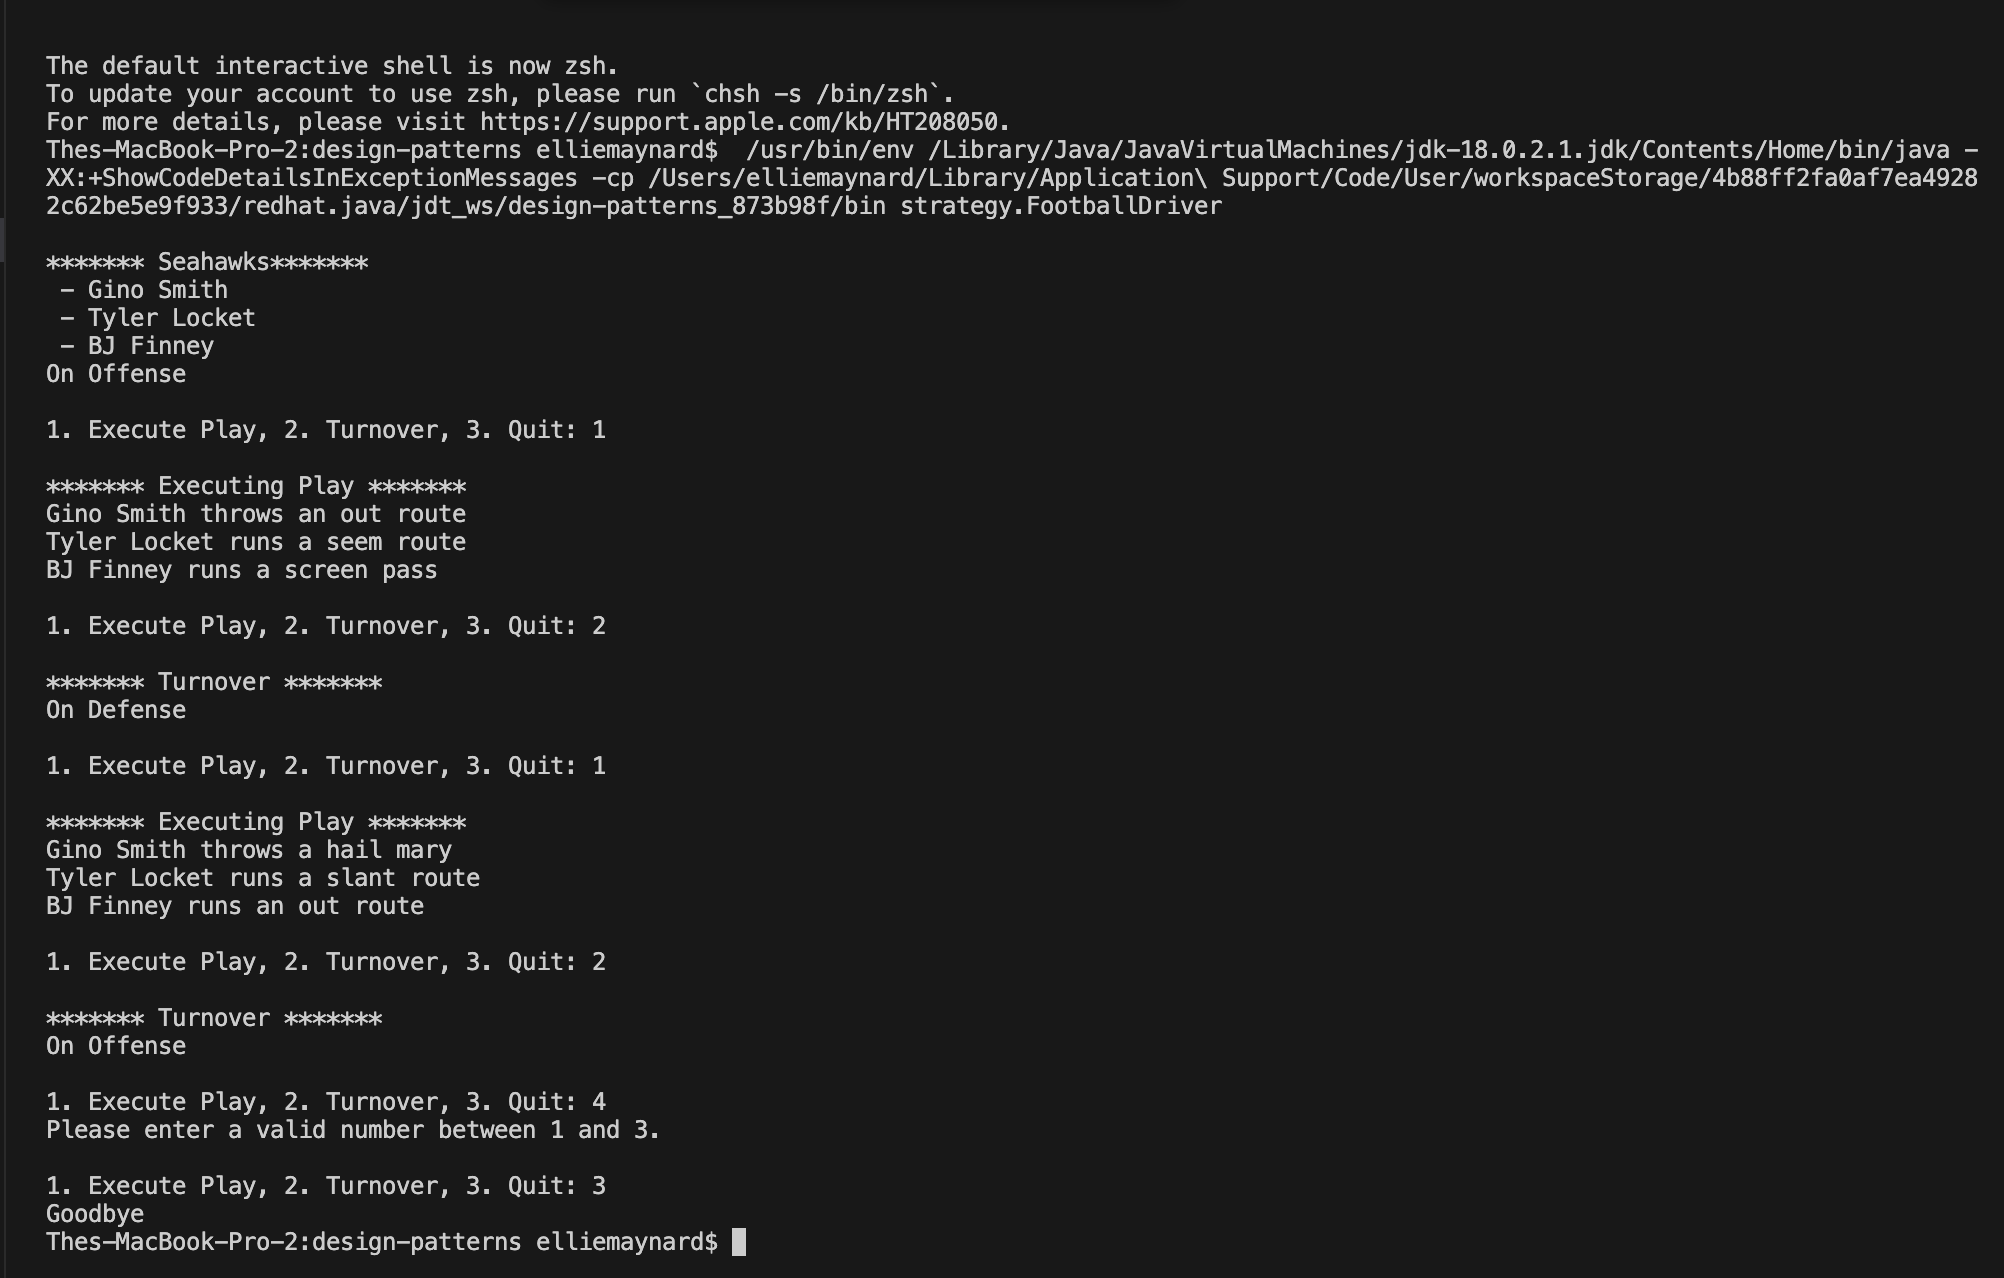 The default interactive shell is now zsh.
To update your account to use zsh, please run `chsh -s /bin/zsh`.
For more details, please visit https://support.apple.com/kb/HT208050.
Thes-MacBook-Pro-2:design-patterns elliemaynard$  /usr/bin/env /Library/Java/JavaVirtualMachines/jdk-18.0.2.1.jdk/Contents/Home/bin/java -
XX:+ShowCodeDetailsInExceptionMessages -cp /Users/elliemaynard/Library/Application\ Support/Code/User/workspaceStorage/4b88ff2fa0af7ea4928
2c62be5e9f933/redhat.java/jdt_ws/design-patterns_873b98f/bin strategy.FootballDriver

******* Seahawks*******
 - Gino Smith
 - Tyler Locket
 - BJ Finney
On Offense

1. Execute Play, 2. Turnover, 3. Quit: 1

******* Executing Play *******
Gino Smith throws an out route
Tyler Locket runs a seem route
BJ Finney runs a screen pass

1. Execute Play, 2. Turnover, 3. Quit: 2

******* Turnover *******
On Defense

1. Execute Play, 2. Turnover, 3. Quit: 1

******* Executing Play *******
Gino Smith throws a hail mary
Tyler Locket runs a slant route
BJ Finney runs an out route

1. Execute Play, 2. Turnover, 3. Quit: 2

******* Turnover *******
On Offense

1. Execute Play, 2. Turnover, 3. Quit: 4
Please enter a valid number between 1 and 3.

1. Execute Play, 2. Turnover, 3. Quit: 3
Goodbye
Thes-MacBook-Pro-2:design-patterns elliemaynard$